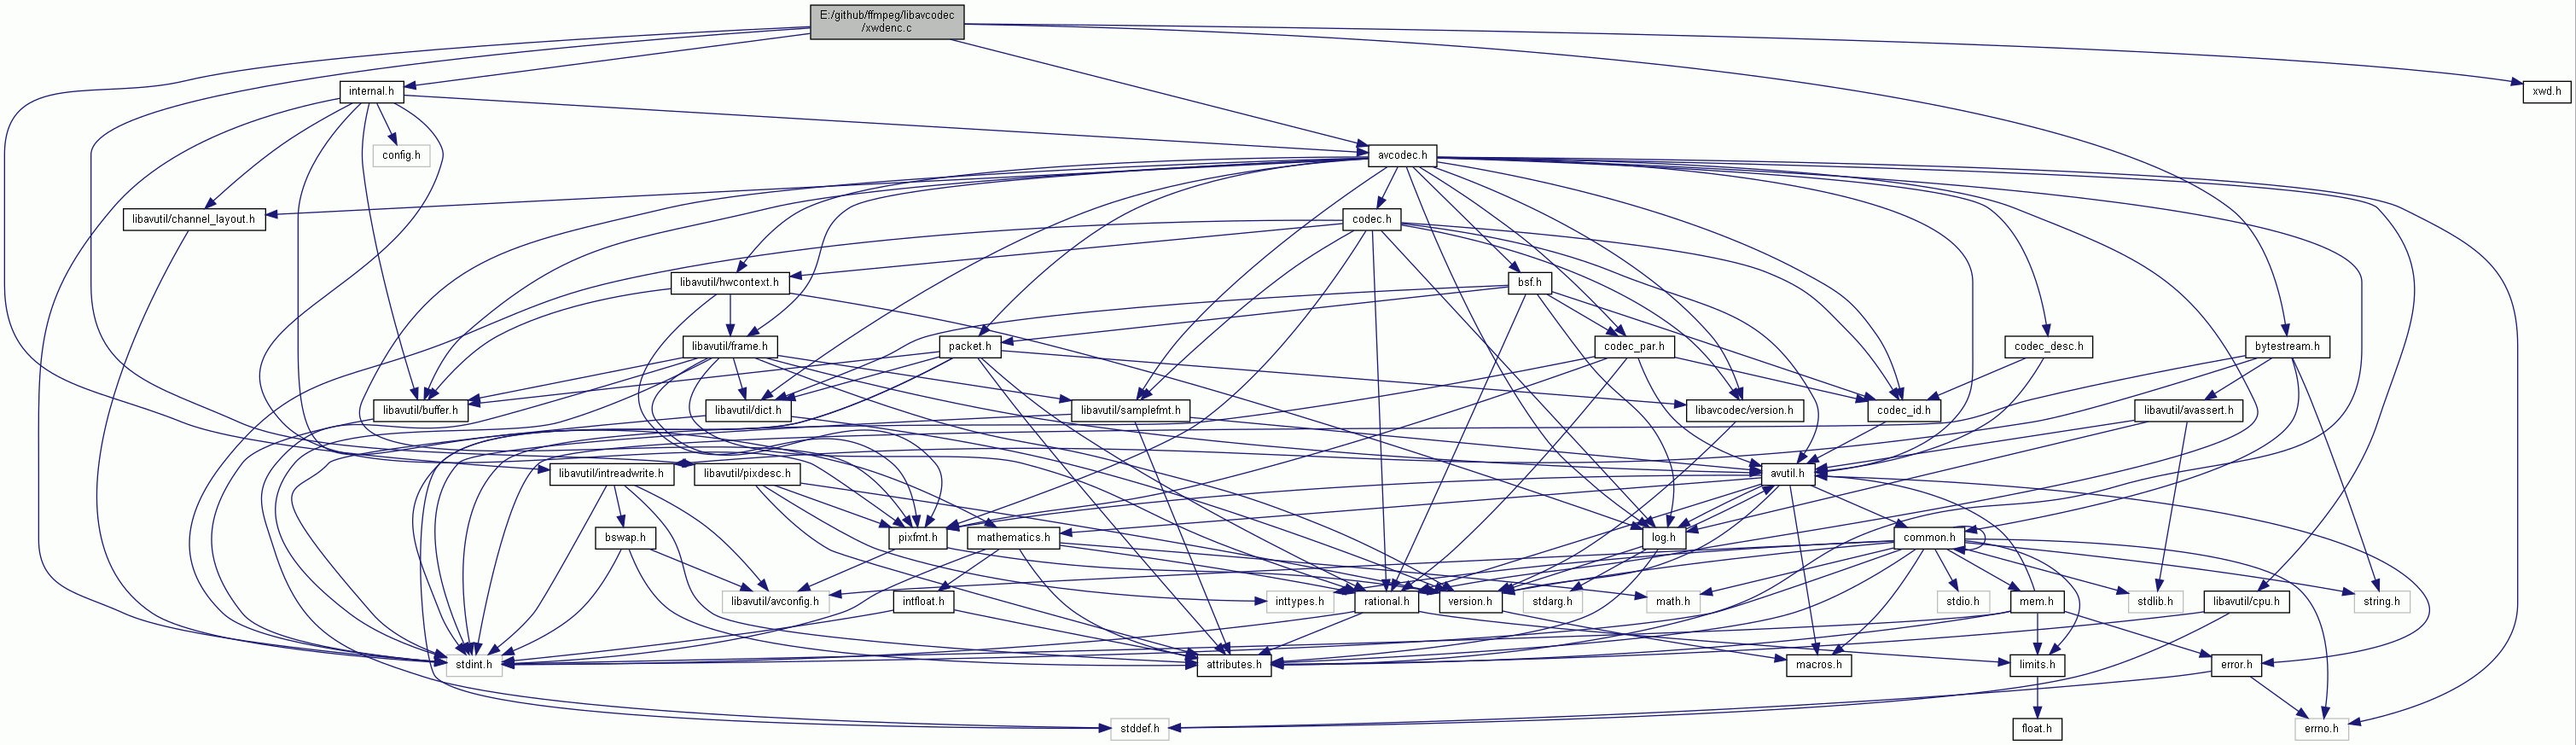 E:/github/ffmpeg/libavcodec
/xwdenc.c
internal.h
xwd.h
config.h
avcodec.h
libavutil/channel_layout.h
codec.h
libavutil/hwcontext.h
bsf.h
libavutil/frame.h
packet.h
codec_par.h
codec_desc.h
bytestream.h
libavutil/buffer.h
libavutil/dict.h
libavutil/samplefmt.h
libavcodec/version.h
codec_id.h
libavutil/avassert.h
libavutil/intreadwrite.h
libavutil/pixdesc.h
avutil.h
bswap.h
pixfmt.h
mathematics.h
log.h
common.h
libavutil/avconfig.h
intfloat.h
inttypes.h
rational.h
version.h
stdarg.h
math.h
stdio.h
mem.h
stdlib.h
libavutil/cpu.h
string.h
stdint.h
attributes.h
macros.h
limits.h
error.h
stddef.h
float.h
errno.h